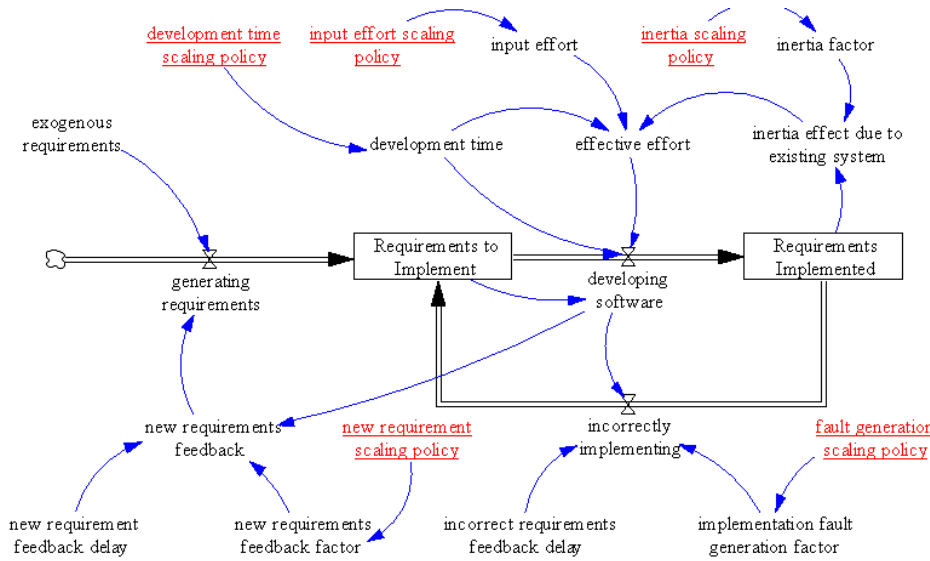 development time
scaling policy
input effort scaling
policy
input effort
inertia scaling
policy
inertia factor
exogenous
requirements
development time
effective effort
inertia effect due to
existing system
Requirements to
Implement
Requirements
Implemented
generating
requirements
developing
software
new requirements
feedback
new requirement
scaling policy
incorrectly
implementing
fault generation
scaling policy
new requirement
feedback delay
new requirements
feedback factor
incorrect requirements
feedback delay
implementation fault
generation factor